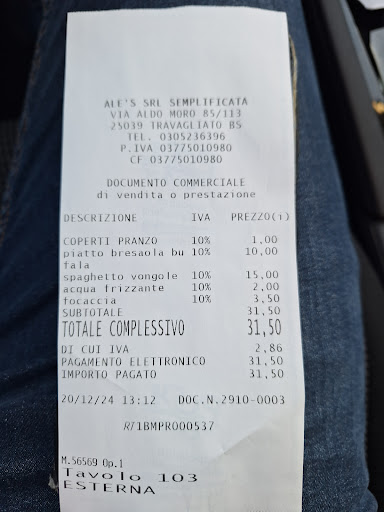 ALE'S SRL SEMPLIFICATA
VIA ALDO MORO 85/113
25039 TRAVAGLIATO BS
TEL. 0305236396
P.IVA 03775010980
CF 03775010980
DOCUMENTO COMMERCIALE
di vendita o prestazione
DESCRIZIONE IVA PREZZO(i)
COPERTI PRANZO 10% 1,00
piatto bresaola bu 10% 10,00
fala
spaghetto vongole 10% 15,00
acqua frizzante 10% 2,00
focaccia 10% 3,50
SUBTOTALE 31,50
TOTALE COMPLESSIVO 31,50
DI CUI IVA 2,86
PAGAMENTO ELETTRONICO 31,50
IMPORTO PAGATO 31,50
20/12/24 13:12 DOC.N.2910-0003
RT1BMPR000537
M.56569 Op.1
Tavolo 103
ESTERNA